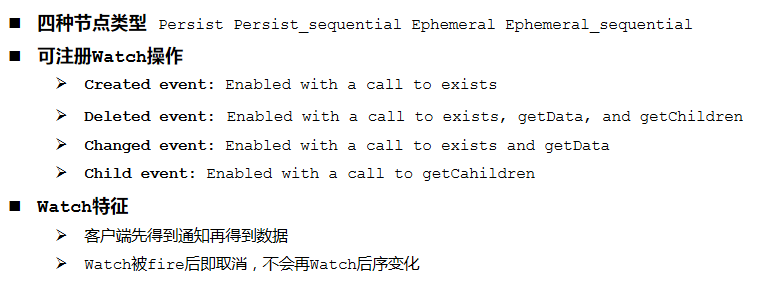 四种节点类型 Persist Persist_sequential Ephemeral Ephemeral_sequential
可注册Watch操作
Created event: Enabled with a call to exists
Deleted event: Enabled with a call to exists, getData, and getChildren
Changed event: Enabled with a call to exists and getData
Child event: Enabled with a call to getCahildren
Watch特征
客户端先得到通知再得到数据
Watch被fire后即取消，不会再Watch后序变化